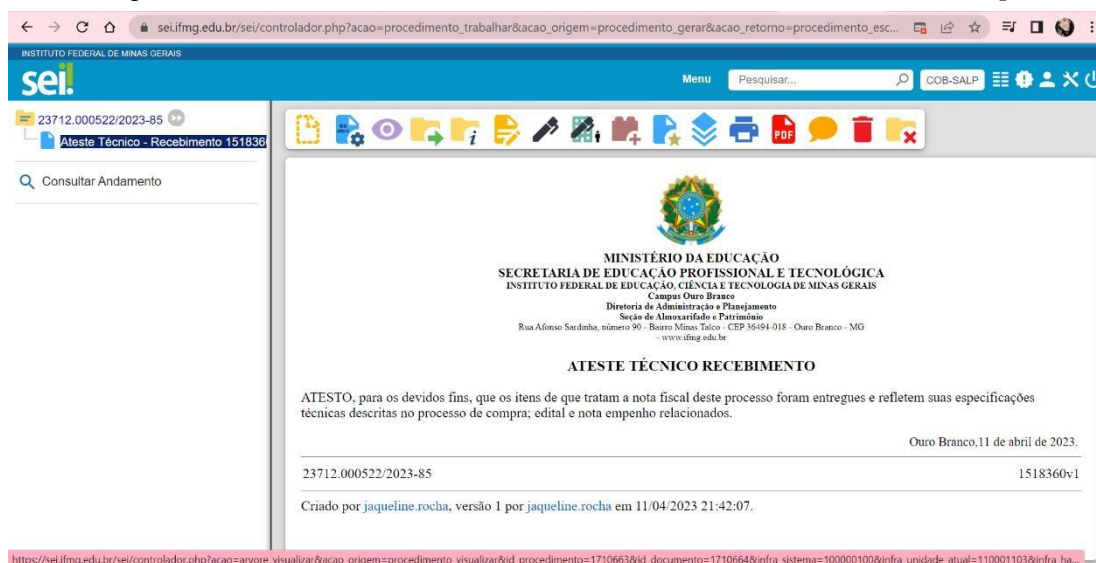 sei.ifmg.edu.br/sei/controlador.php?acao=procedimento_trabalhar&acao_origem=procedimento_gerar&acao_retorno=procedimento_esc...
INSTITUTO FEDERAL DE MINAS GERAIS
sei!
Menu
Pesquisar...
COB-SALP
23712.000522/2023-85
Ateste Técnico - Recebimento 151836
Consultar Andamento
PDF
MINISTÉRIO DA EDUCAÇÃO
SECRETARIA DE EDUCAÇÃO PROFISSIONAL E TECNOLÓGICA
INSTITUTO FEDERAL DE EDUCAÇÃO, CIÊNCIA E TECNOLOGIA DE MINAS GERAIS
Campus Ouro Branco
Diretoria de Administração e Planejamento
Seção de Almoxarifado e Patrimônio
Rua Afonso Sardinha, número 90 - Bairro Minas Talco - CEP 36494-018 - Ouro Branco - MG
- www.ifmg.edu.br
ATESTE TÉCNICO RECEBIMENTO
ATESTO, para os devidos fins, que os itens de que tratam a nota fiscal deste processo foram entregues e refletem suas especificações
técnicas descritas no processo de compra; edital e nota empenho relacionados.
Ouro Branco,11 de abril de 2023.
23712.000522/2023-85 1518360v1
Criado por jaqueline.rocha, versão 1 por jaqueline.rocha em 11/04/2023 21:42:07.
https://sei.ifmg.edu.br/sei/controlador.php?acao=arvore_visualizar&acao_origem=procedimento_visualizar&id_procedimento=1710663&id_documento=1710664&infra_sistema=100000100&infra_unidade_atual=110001103&infra_ha...